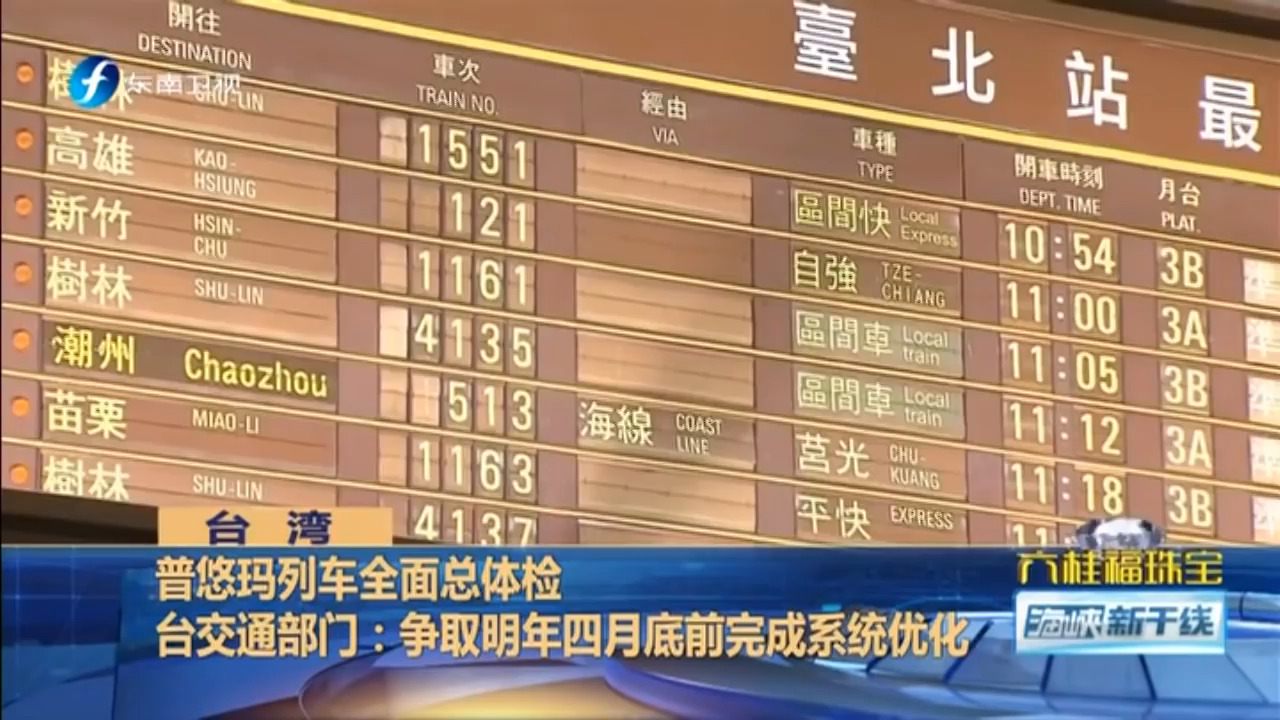 臺北站最
開往
DESTINATION
車次
TRAIN NO.
經由
VIA
車種
TYPE
開車時刻
DEPT. TIME
月台
PLAT.
东南卫视
樹林 SHU-LIN 1551 區間快 Local Express 10:54 3B
高雄 KAO-HSIUNG 121 自強 TZE-CHIANG 11:00 3A
新竹 HSIN-CHU 1161 區間車 Local train 11:05 3B
樹林 SHU-LIN 4135 區間車 Local train 11:12 3A
潮州 Chaozhou 513 海線 COAST LINE 莒光 CHU-KUANG 11:18 3B
苗栗 MIAO-LI 1163 平快 EXPRESS
樹林 SHU-LIN 4137
台湾
普悠玛列车全面总体检
台交通部门：争取明年四月底前完成系统优化
六桂福珠宝
海峡新干线